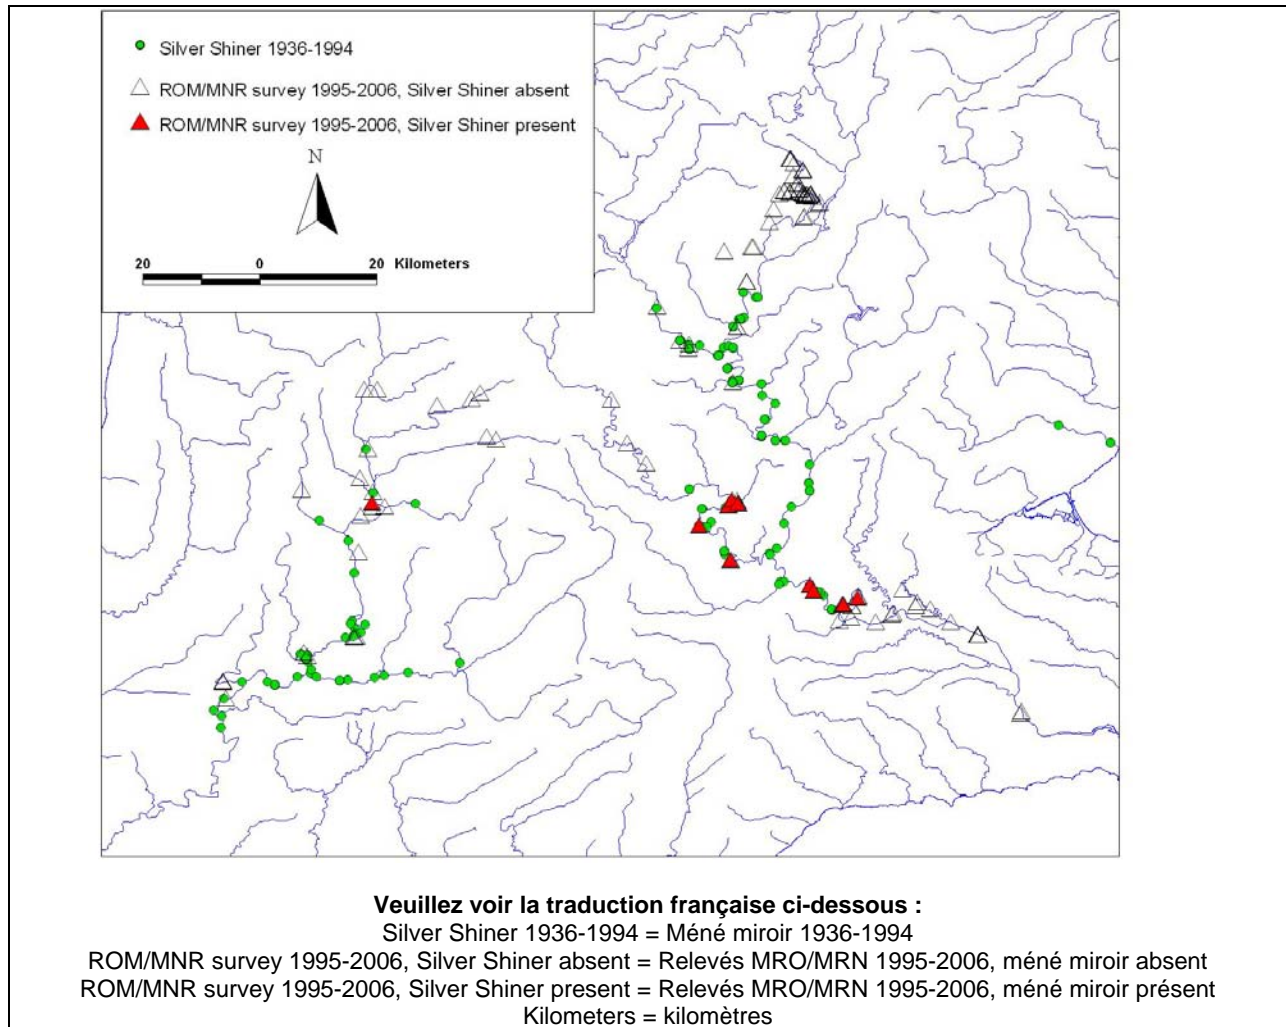 Silver Shiner 1936-1994
ROM/MNR survey 1995-2006, Silver Shiner absent
ROM/MNR survey 1995-2006, Silver Shiner present
N
20 0 20 Kilometers
Veuillez voir la traduction française ci-dessous :
Silver Shiner 1936-1994 = Méné miroir 1936-1994
ROM/MNR survey 1995-2006, Silver Shiner absent = Relevés MRO/MRN 1995-2006, méné miroir absent
ROM/MNR survey 1995-2006, Silver Shiner present = Relevés MRO/MRN 1995-2006, méné miroir présent
Kilometers = kilomètres